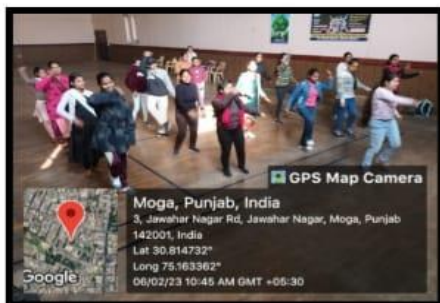 GPS Map Camera
Moga, Punjab, India
3, Jawahar Nagar Rd, Jawahar Nagar, Moga, Punjab
142001, India
Lat 30.814732°
Long 75.163362°
06/02/23 10:45 AM GMT +05:30
Google